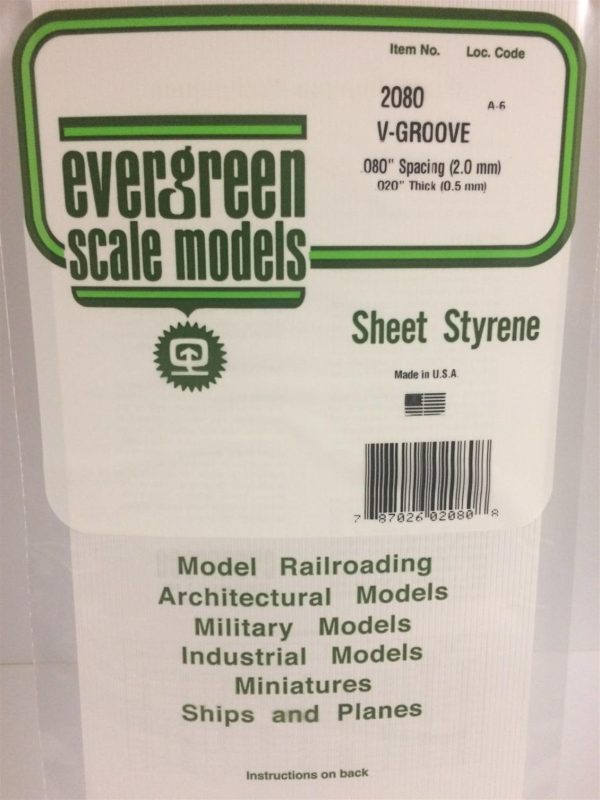 Item No. Loc. Code
2080 A-6
V-GROOVE
.080" Spacing (2.0 mm)
.020" Thick (0.5 mm)
evergreen
scale models
Sheet Styrene
Made in U.S.A.
7 87026 02080 8
Model Railroading
Architectural Models
Military Models
Industrial Models
Miniatures
Ships and Planes
Instructions on back